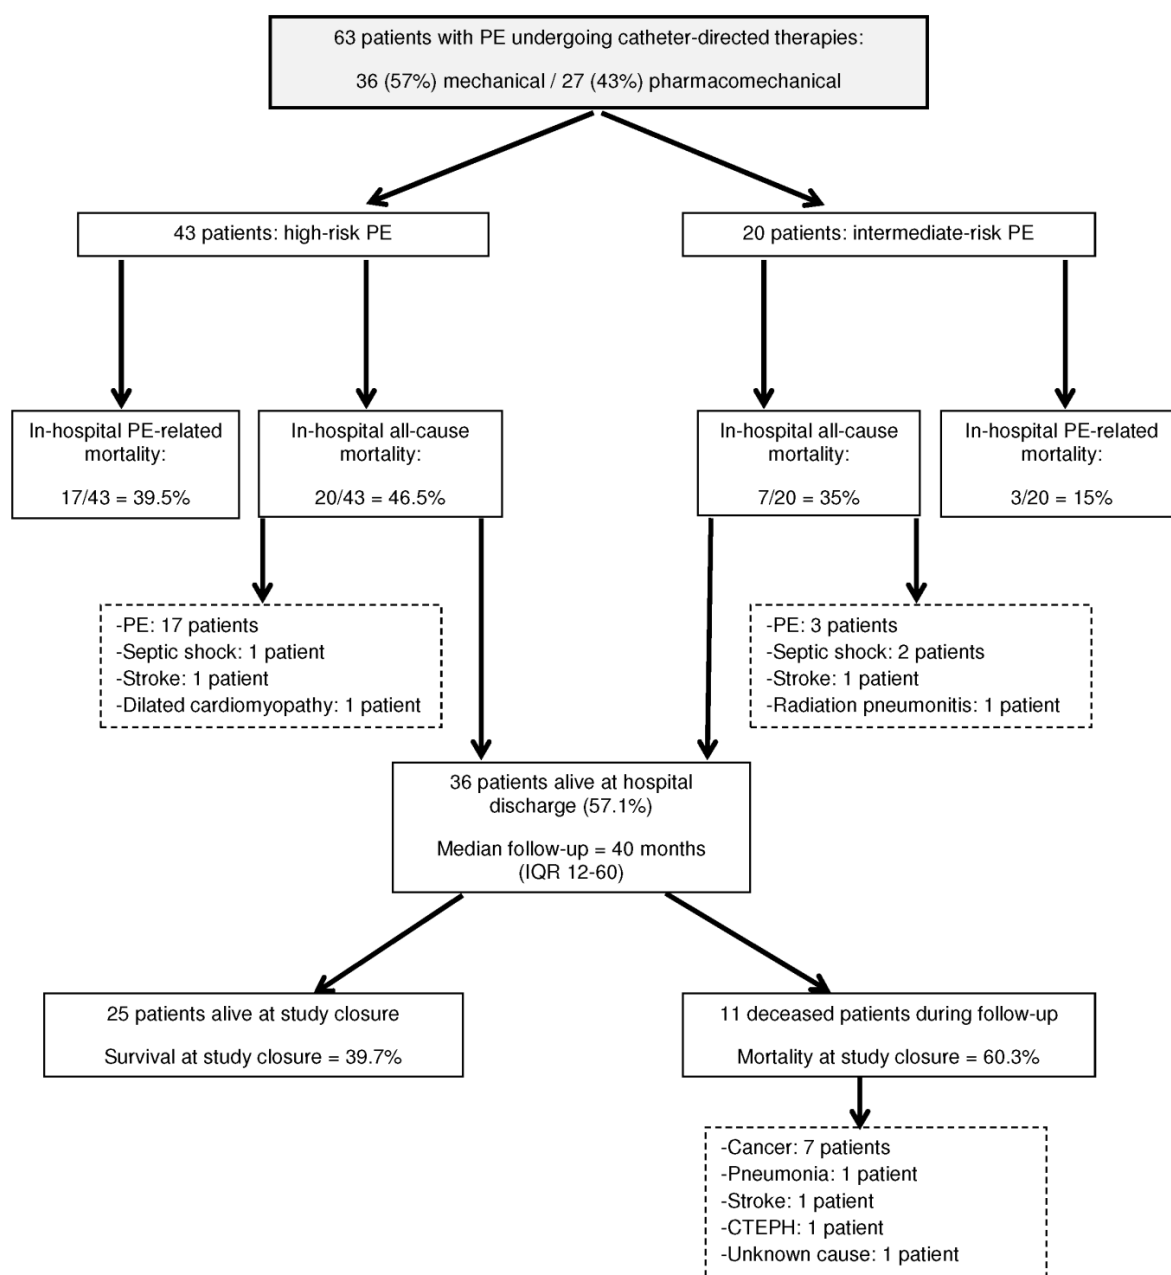 63 patients with PE undergoing catheter-directed therapies:
36 (57%) mechanical / 27 (43%) pharmacomechanical
43 patients: high-risk PE
20 patients: intermediate-risk PE
In-hospital PE-related
mortality:
17/43 = 39.5%
In-hospital all-cause
mortality:
20/43 = 46.5%
In-hospital all-cause
mortality:
7/20 = 35%
In-hospital PE-related
mortality:
3/20 = 15%
-PE: 17 patients
-Septic shock: 1 patient
-Stroke: 1 patient
-Dilated cardiomyopathy: 1 patient
-PE: 3 patients
-Septic shock: 2 patients
-Stroke: 1 patient
-Radiation pneumonitis: 1 patient
36 patients alive at hospital
discharge (57.1%)
Median follow-up = 40 months
(IQR 12-60)
25 patients alive at study closure
Survival at study closure = 39.7%
11 deceased patients during follow-up
Mortality at study closure = 60.3%
-Cancer: 7 patients
-Pneumonia: 1 patient
-Stroke: 1 patient
-CTEPH: 1 patient
-Unknown cause: 1 patient